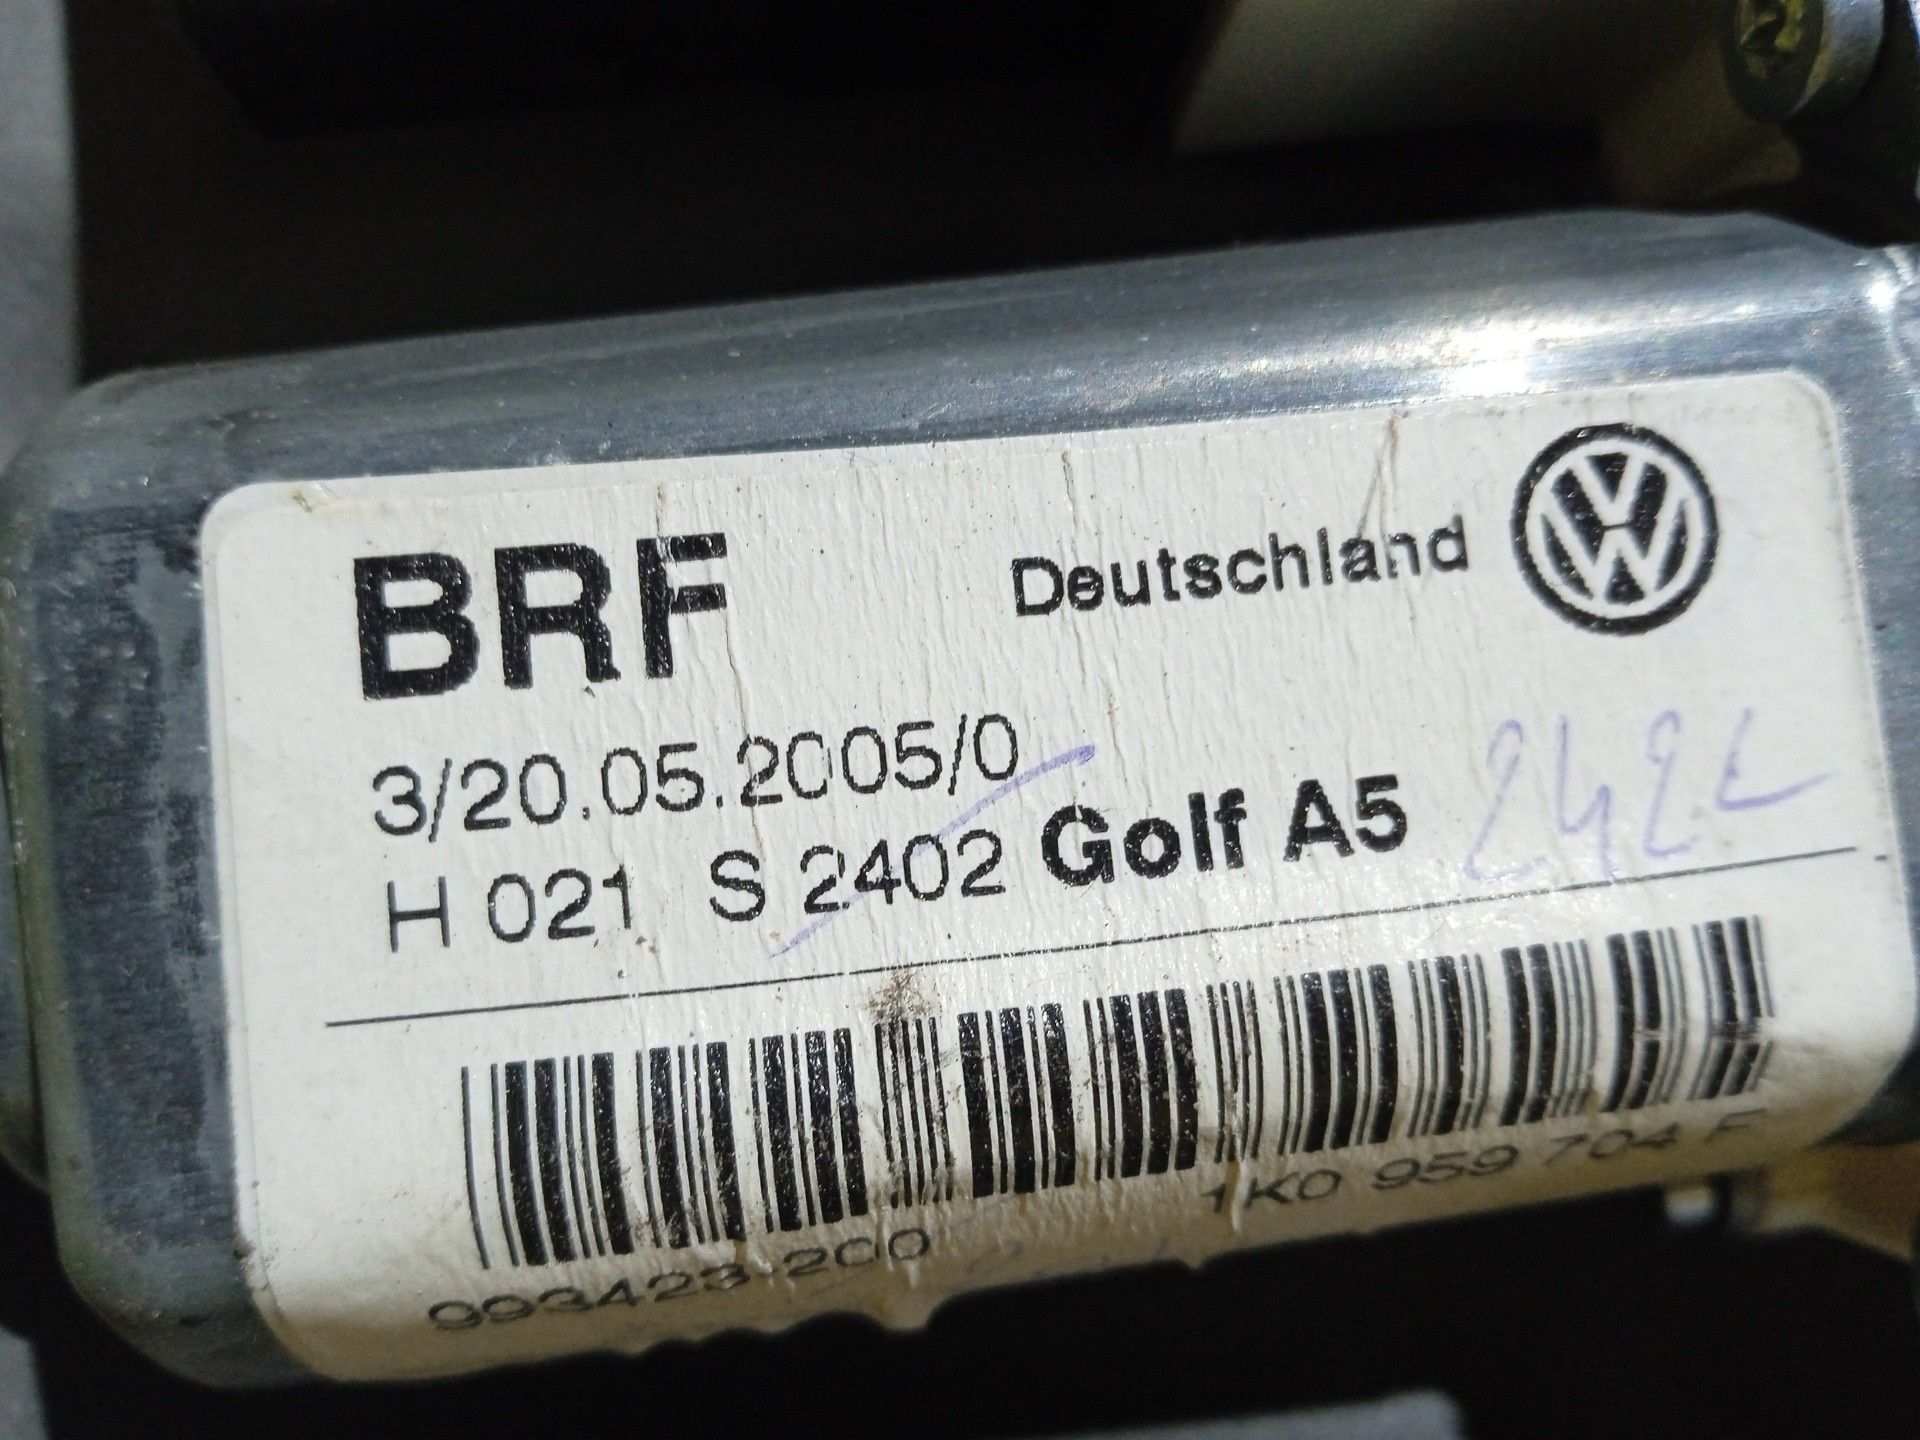 BRF Deutschland
3/20.05.2005/0
H 021 S 2402 Golf A5
1K0 959 704 F
993423-200